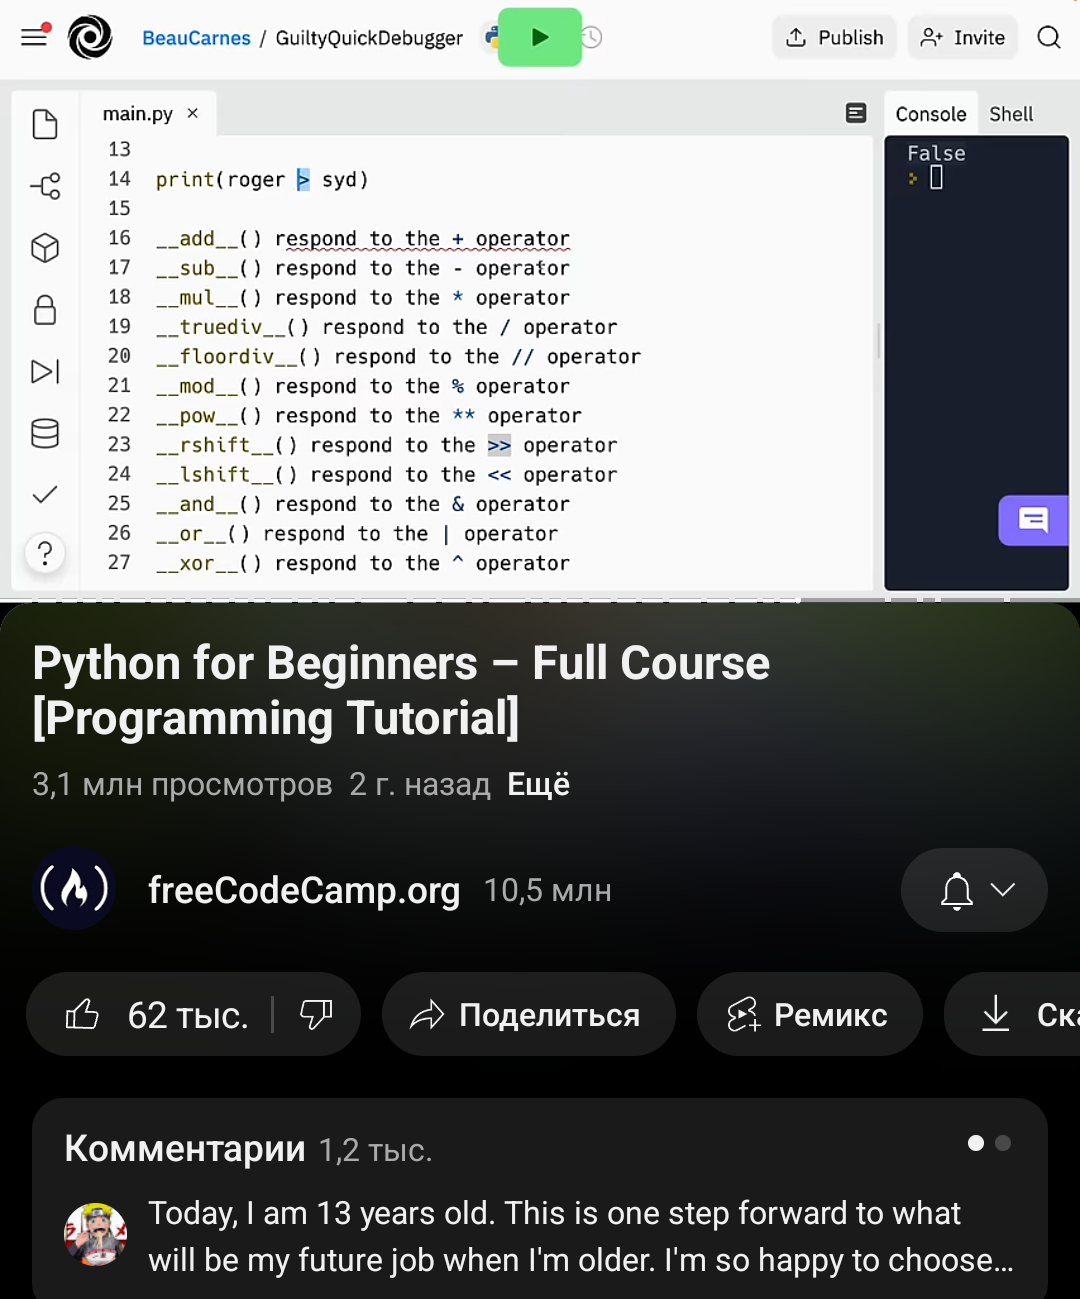 BeauCarnes / GuiltyQuickDebugger
Publish
Invite
main.py ×
Console
Shell
13
14 print(roger > syd)
15
16 __add__() respond to the + operator
17 __sub__() respond to the - operator
18 __mul__() respond to the * operator
19 __truediv__() respond to the / operator
20 __floordiv__() respond to the // operator
21 __mod__() respond to the % operator
22 __pow__() respond to the ** operator
23 __rshift__() respond to the >> operator
24 __lshift__() respond to the << operator
25 __and__() respond to the & operator
26 __or__() respond to the | operator
27 __xor__() respond to the ^ operator
False
Python for Beginners – Full Course
[Programming Tutorial]
3,1 млн просмотров 2 г. назад Ещё
freeCodeCamp.org 10,5 млн
62 тыс.
Поделиться
Ремикс
Ска
Комментарии 1,2 тыс.
Today, I am 13 years old. This is one step forward to what
will be my future job when I'm older. I'm so happy to choose...